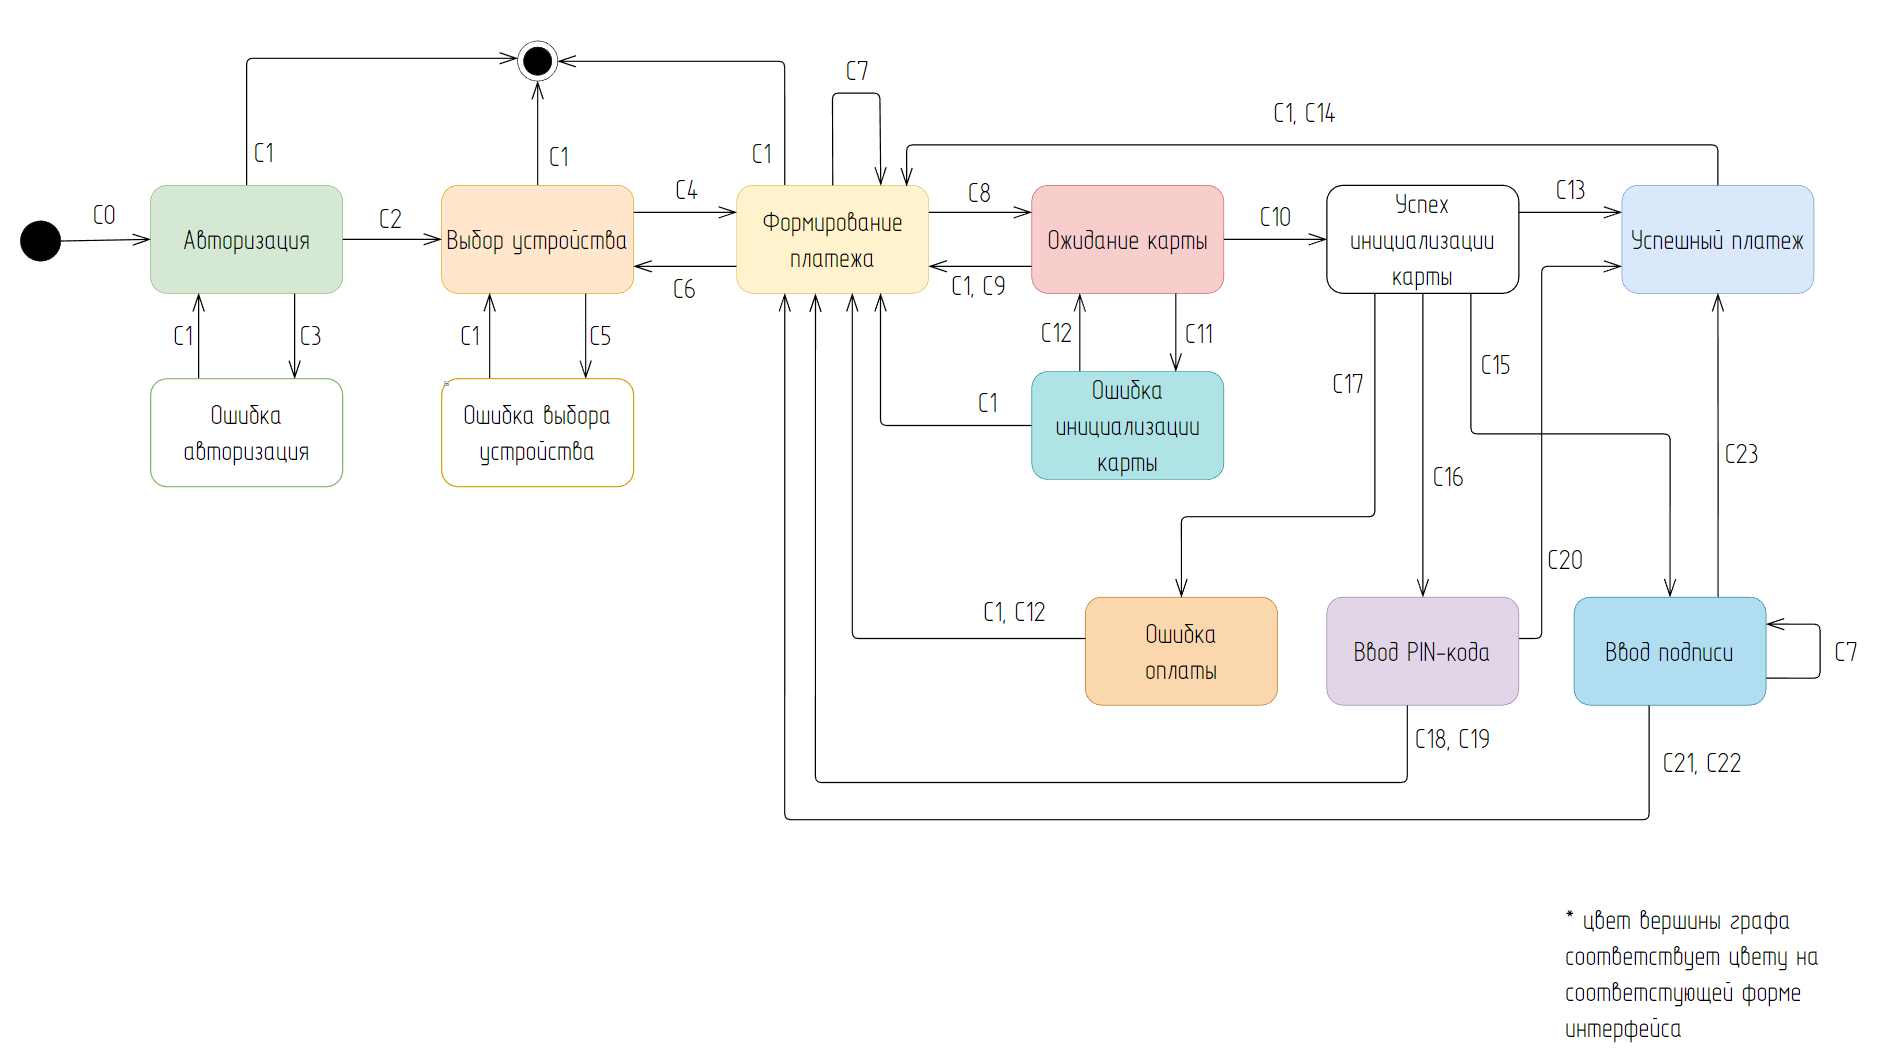 C7
C1, C14
C1
C1
C1
C0
C2
C4
C8
C10
C13
Авторизация
Выбор устройства
Формирование
платежа
Ожидание карты
Успех
инициализации
карты
Успешный платеж
C6
C1, C9
C1
C3
C1
C5
C12
C11
C17
C15
Ошибка
авторизация
Ошибка выбора
устройства
C1
Ошибка
инициализации
карты
C16
C23
C20
C1, C12
Ошибка
оплаты
Ввод PIN-кода
Ввод подписи
C7
C18, C19
C21, C22
* цвет вершины графа
соответствует цвету на
соответстующей форме
интерфейса